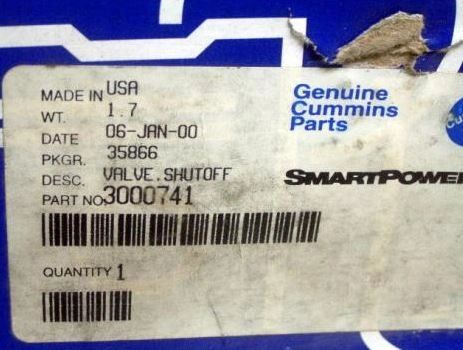 MADE IN USA
WT. 1.7
DATE 06-JAN-00
PKGR. 35866
DESC. VALVE,SHUTOFF
PART NO. 3000741
QUANTITY 1
Genuine
Cummins
Parts
SMARTPOWER